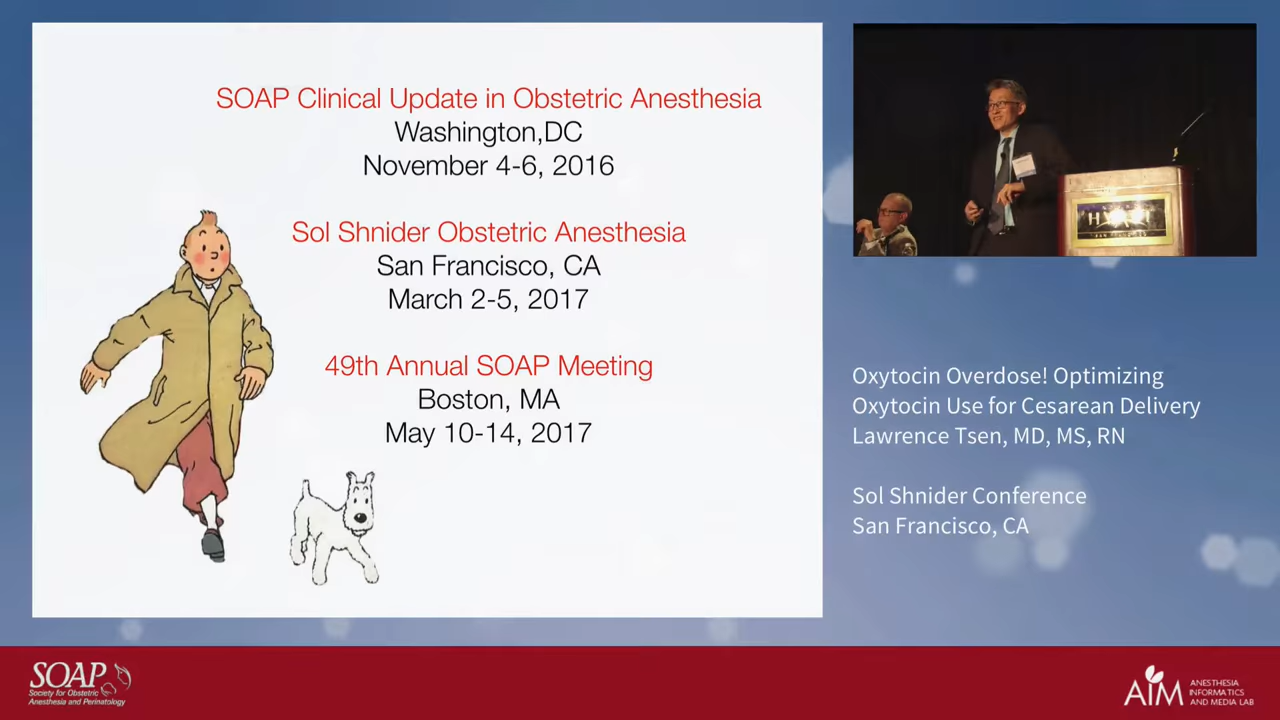 SOAP Clinical Update in Obstetric Anesthesia
Washington,DC
November 4-6, 2016
Sol Shnider Obstetric Anesthesia
San Francisco, CA
March 2-5, 2017
49th Annual SOAP Meeting
Boston, MA
May 10-14, 2017
HYATT
SAN FRANCISCO
Oxytocin Overdose! Optimizing
Oxytocin Use for Cesarean Delivery
Lawrence Tsen, MD, MS, RN
Sol Shnider Conference
San Francisco, CA
SOAP
Society for Obstetric
Anesthesia and Perinatology
AIM
ANESTHESIA
INFORMATICS
AND MEDIA LAB